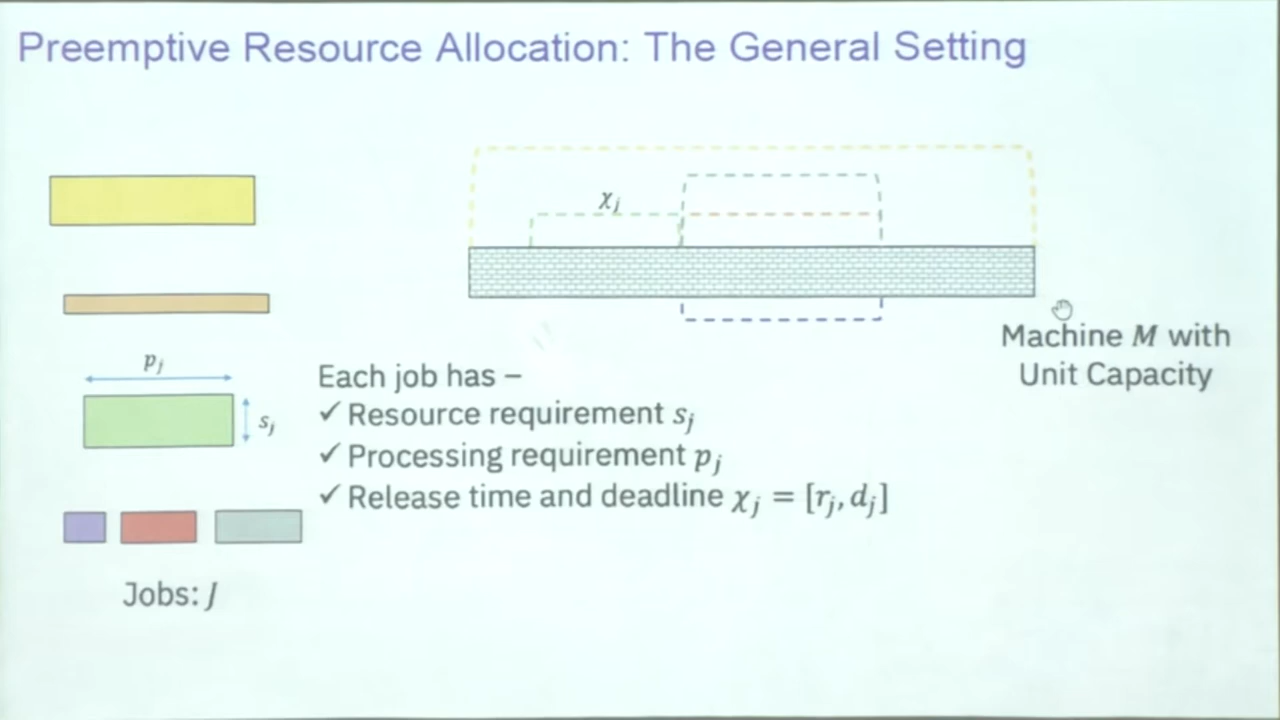 Preemptive Resource Allocation: The General Setting
χj
Machine M with
Unit Capacity
pj
sj
Each job has –
✓ Resource requirement sj
✓ Processing requirement pj
✓ Release time and deadline χj = [rj, dj]
Jobs: J